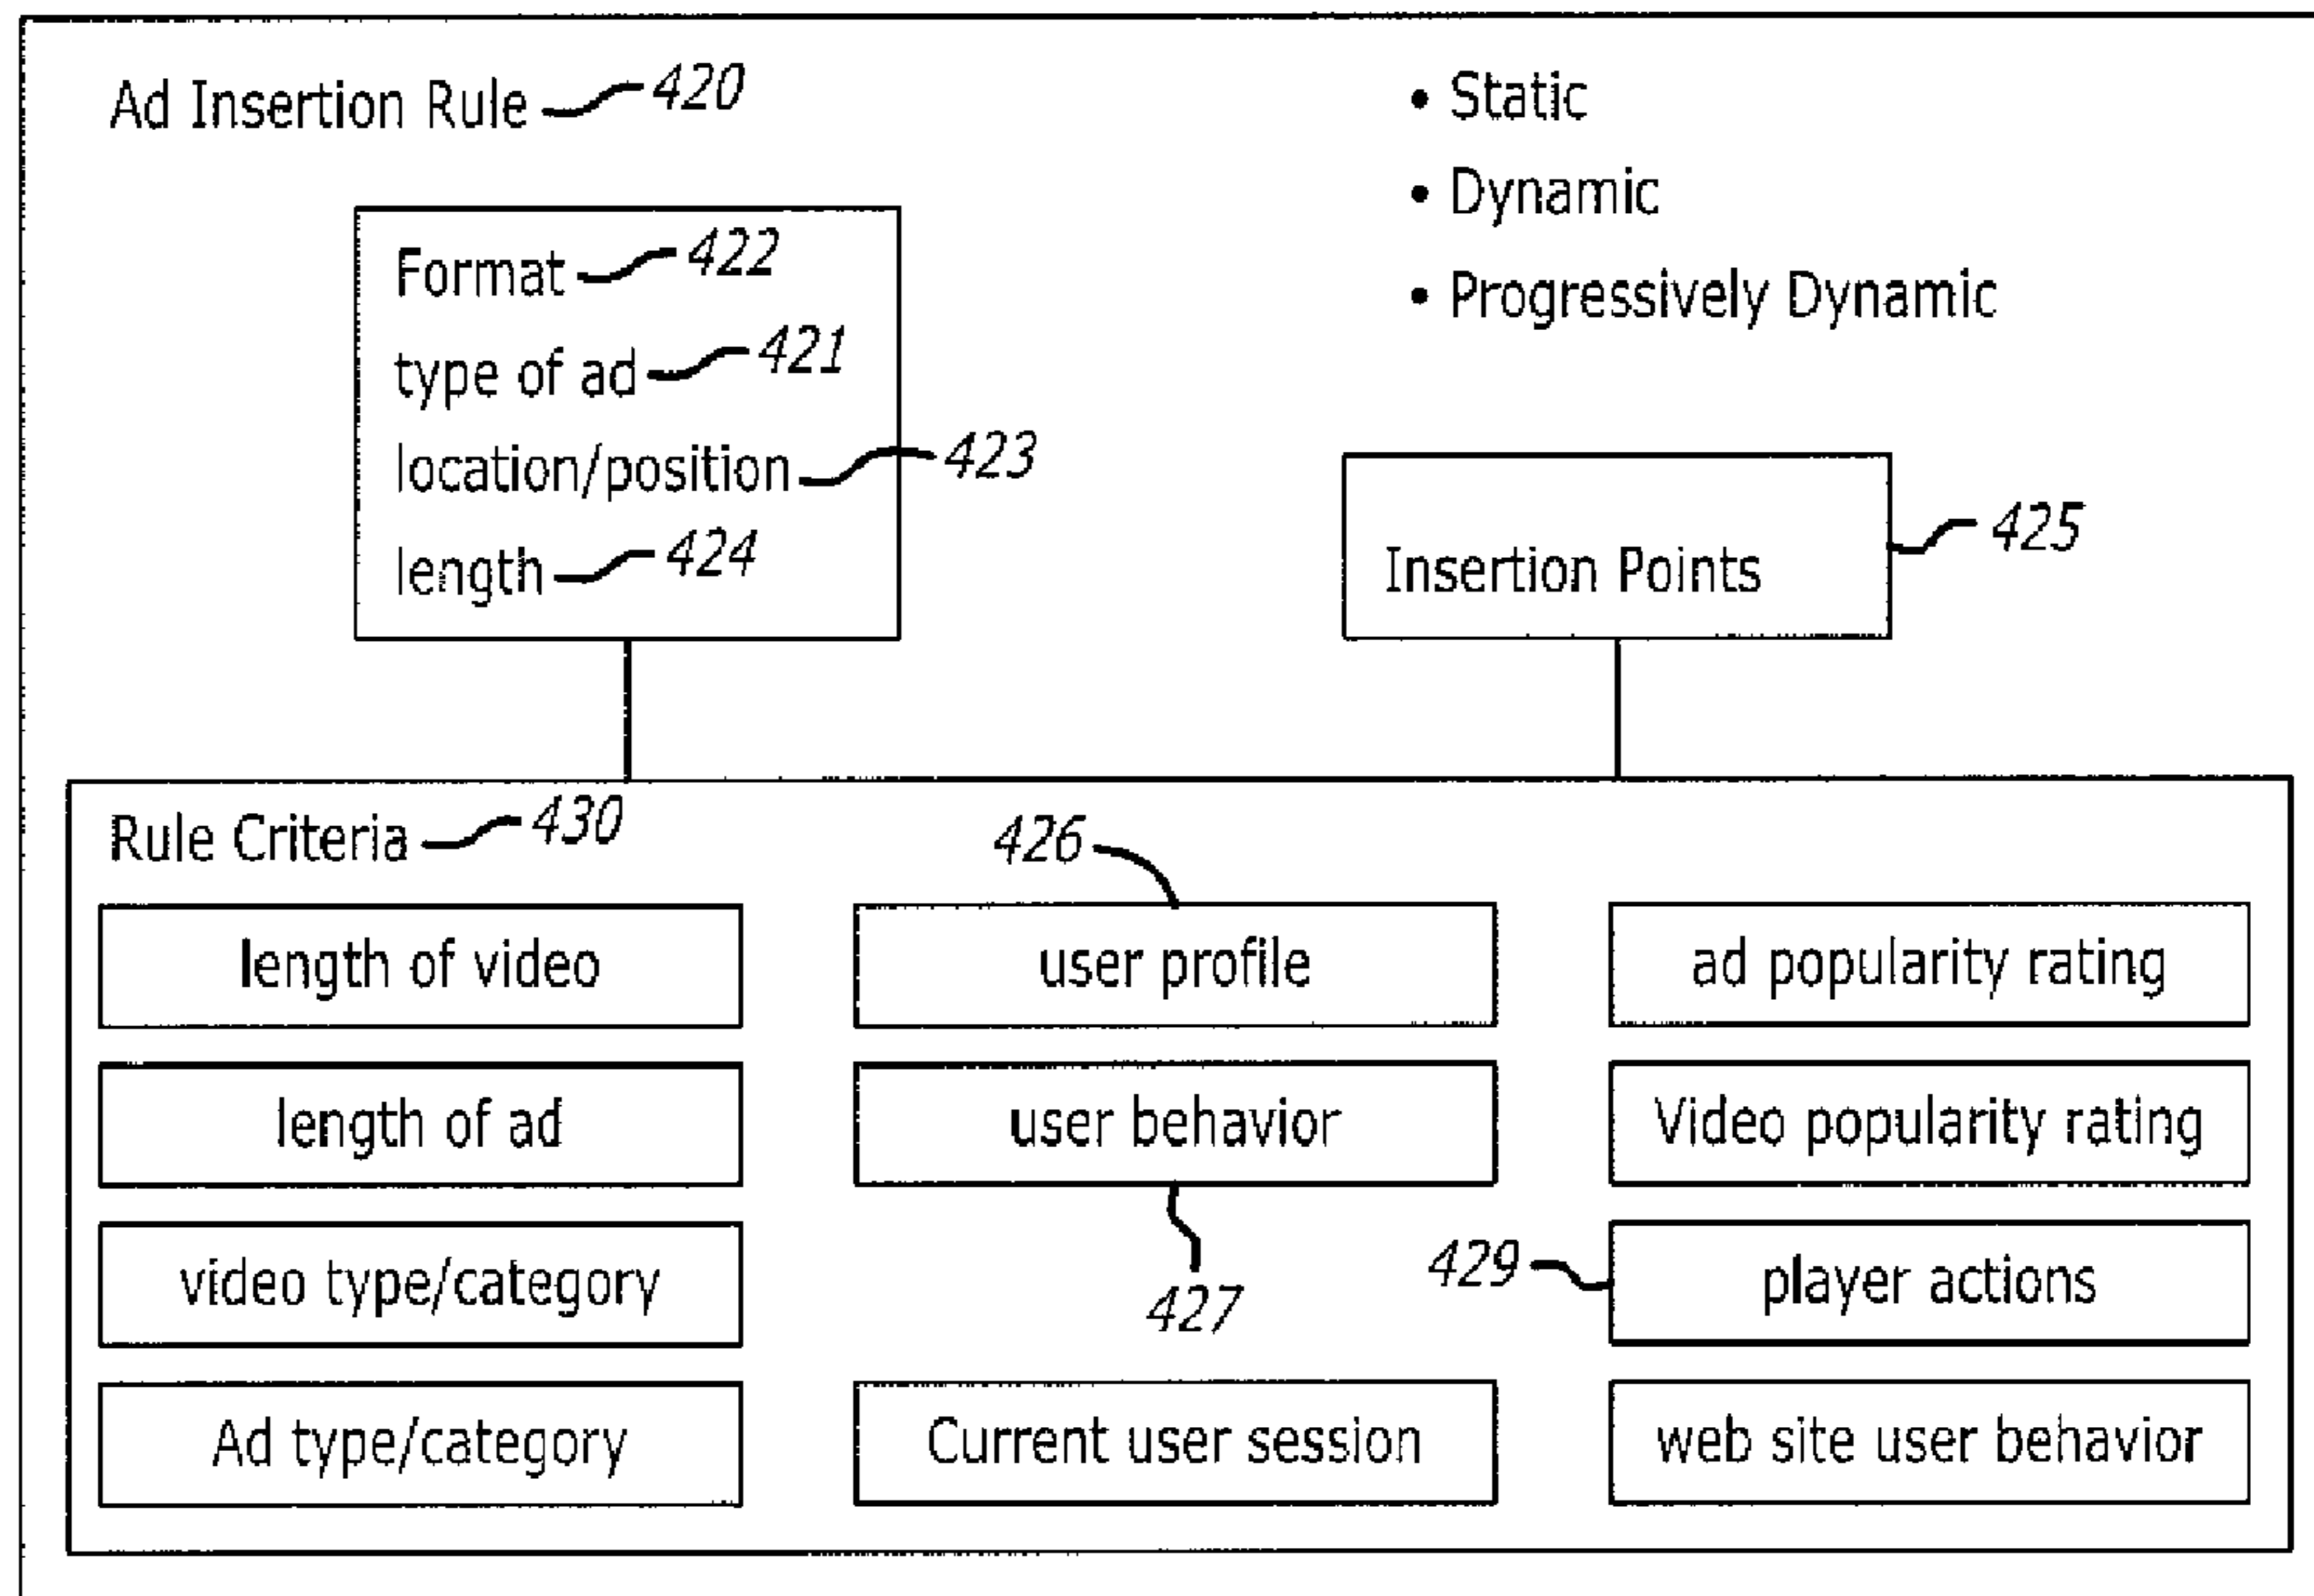 Ad Insertion Rule 420
• Static
• Dynamic
• Progressively Dynamic
Format 422
type of ad 421
location/position 423
length 424
Insertion Points 425
Rule Criteria 430
426
length of video
user profile
ad popularity rating
length of ad
user behavior
Video popularity rating
video type/category
427
429 player actions
Ad type/category
Current user session
web site user behavior